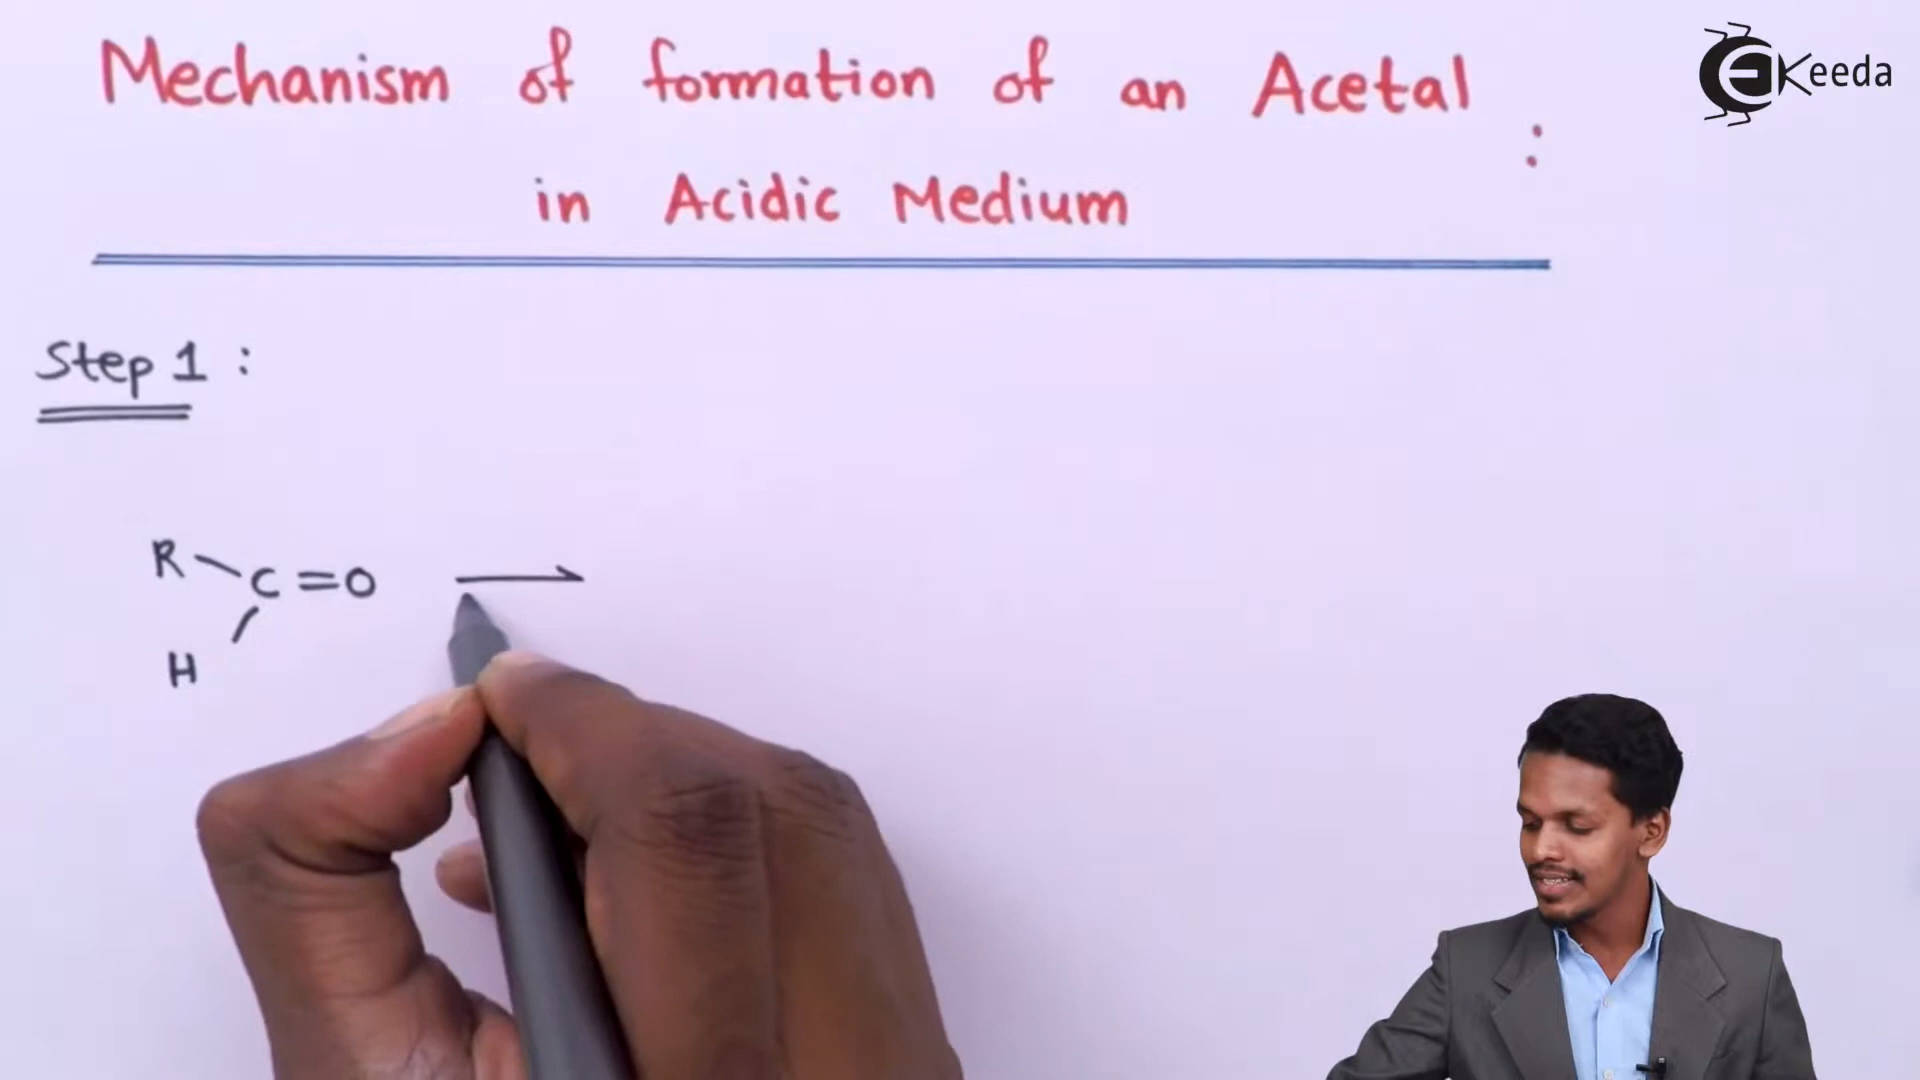 Mechanism of formation of an Acetal :
in Acidic Medium
EKeeda
Step 1 :
R
C=O
H